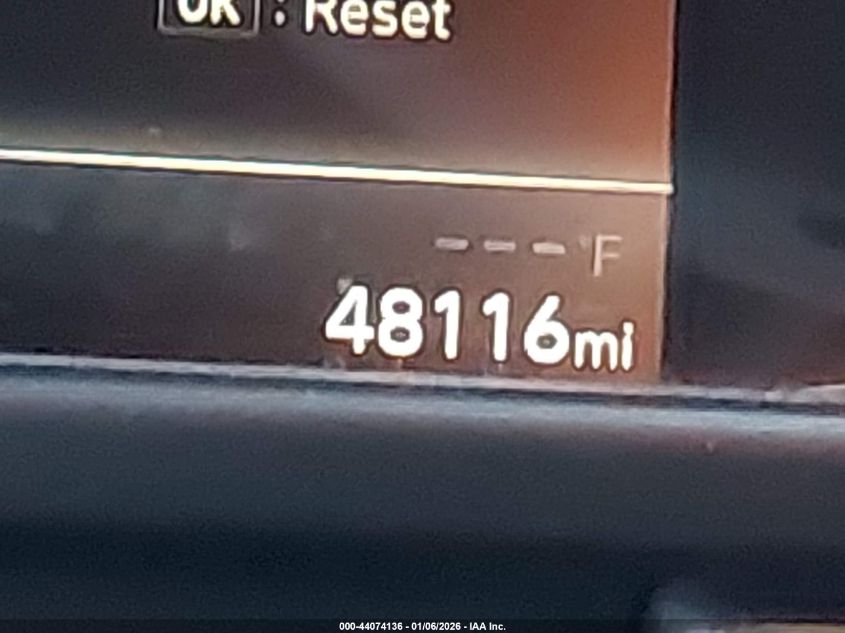 OK : Reset
--- °F
48116mi
000-44074136 - 01/06/2026 - IAA Inc.